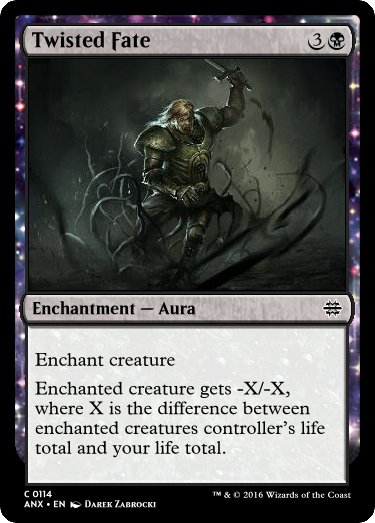 Twisted Fate 3
Enchantment — Aura
Enchant creature
Enchanted creature gets -X/-X,
where X is the difference between
enchanted creatures controller's life
total and your life total.
C 0114
ANX • EN DAREK ZABROCKI
™ & © 2016 Wizards of the Coast